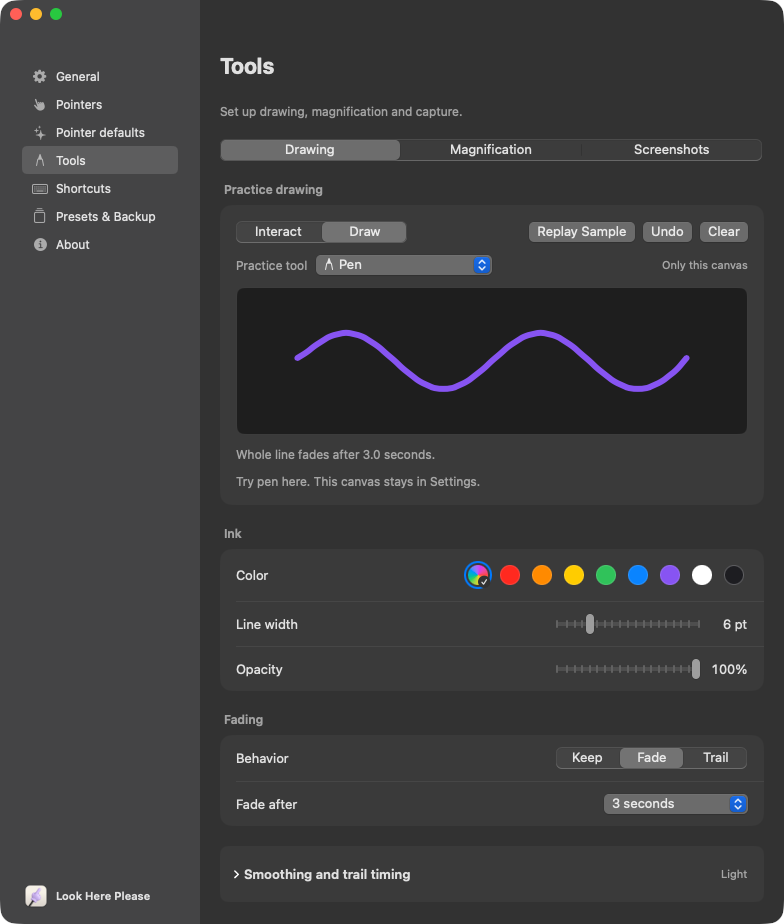 General
Pointers
Pointer defaults
Tools
Shortcuts
Presets & Backup
About
Look Here Please
Tools
Set up drawing, magnification and capture.
Drawing Magnification Screenshots
Practice drawing
Interact Draw Replay Sample Undo Clear
Practice tool Pen Only this canvas
Whole line fades after 3.0 seconds.
Try pen here. This canvas stays in Settings.
Ink
Color
Line width 6 pt
Opacity 100%
Fading
Behavior Keep Fade Trail
Fade after 3 seconds
Smoothing and trail timing Light